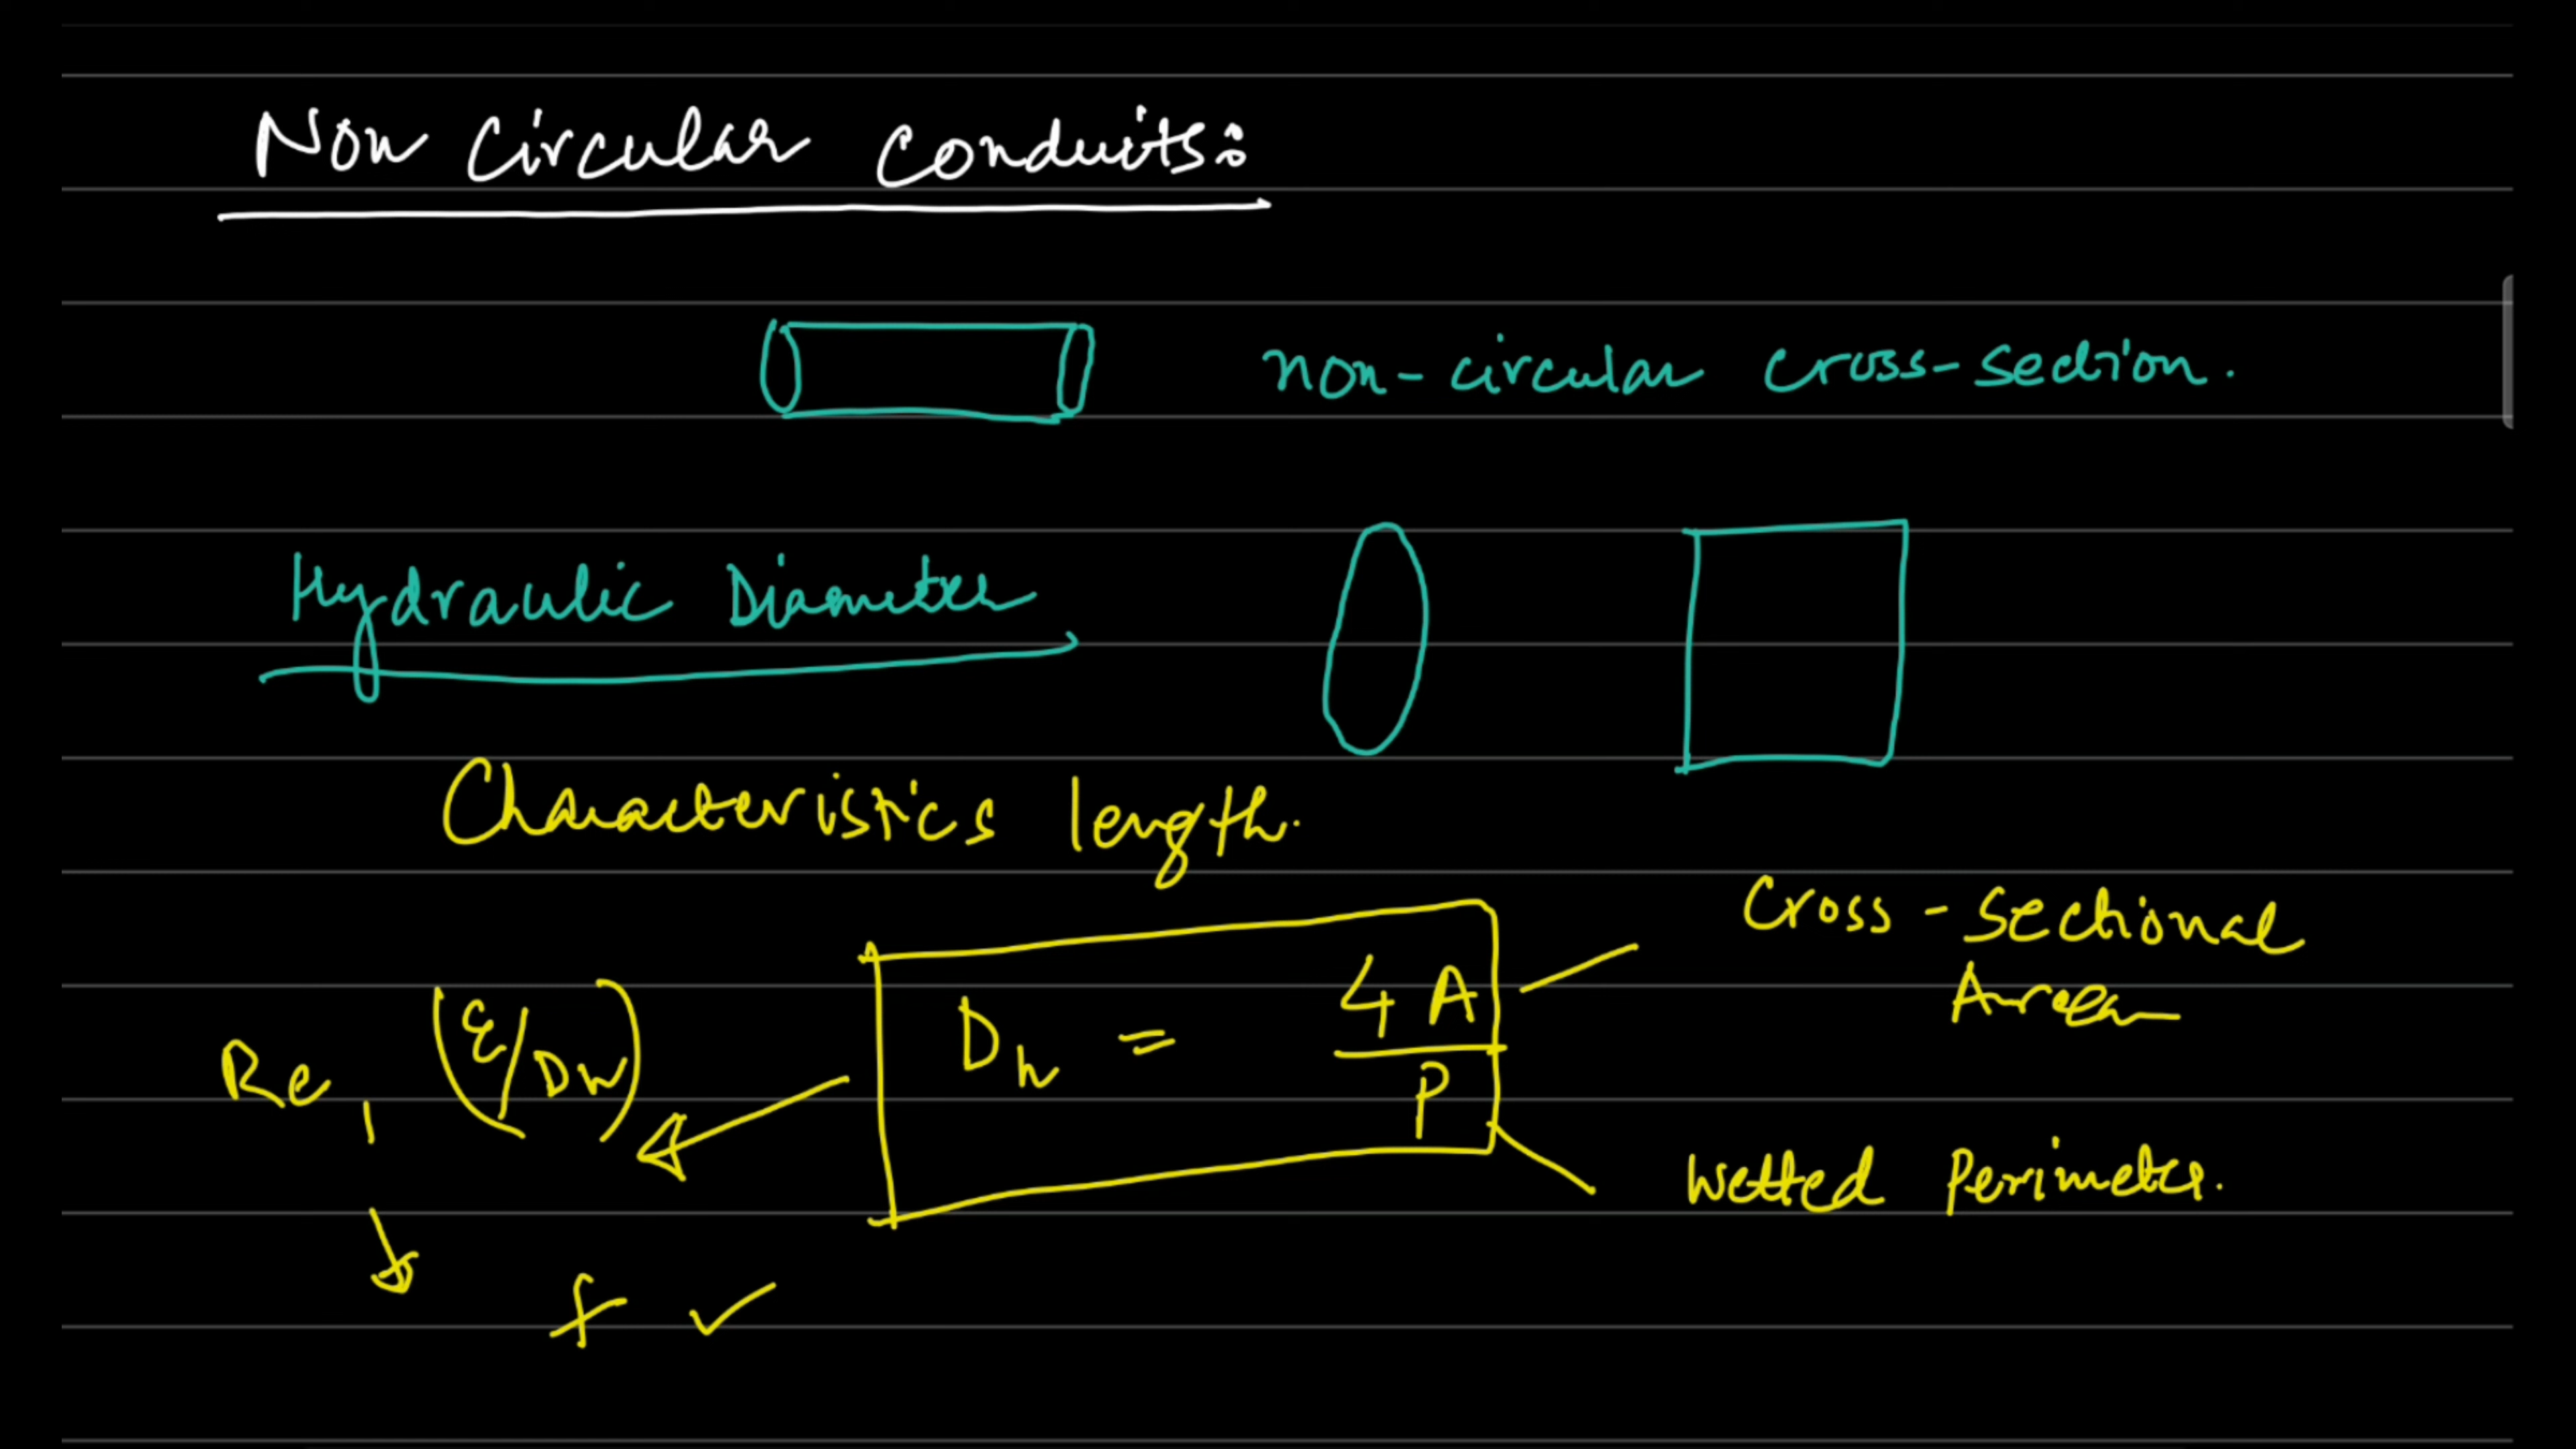 Non Circular Conduits:
non-circular cross-section.
Hydraulic Diameter
Characteristics length.
Cross-sectional
Area
Re, (ε/Dh)
Dh = 4A/P
Wetted Perimeter.
f ✓